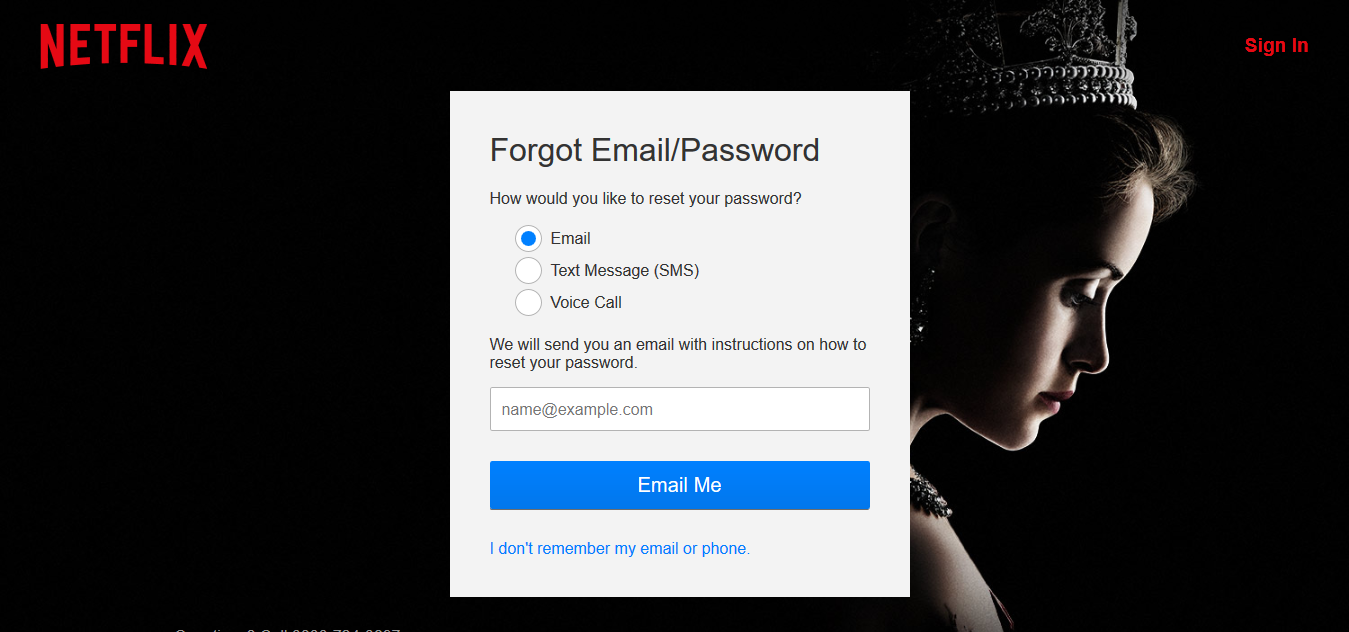 NETFLIX
Sign In
Forgot Email/Password
How would you like to reset your password?
Email
Text Message (SMS)
Voice Call
We will send you an email with instructions on how to
reset your password.
name@example.com
Email Me
I don't remember my email or phone.